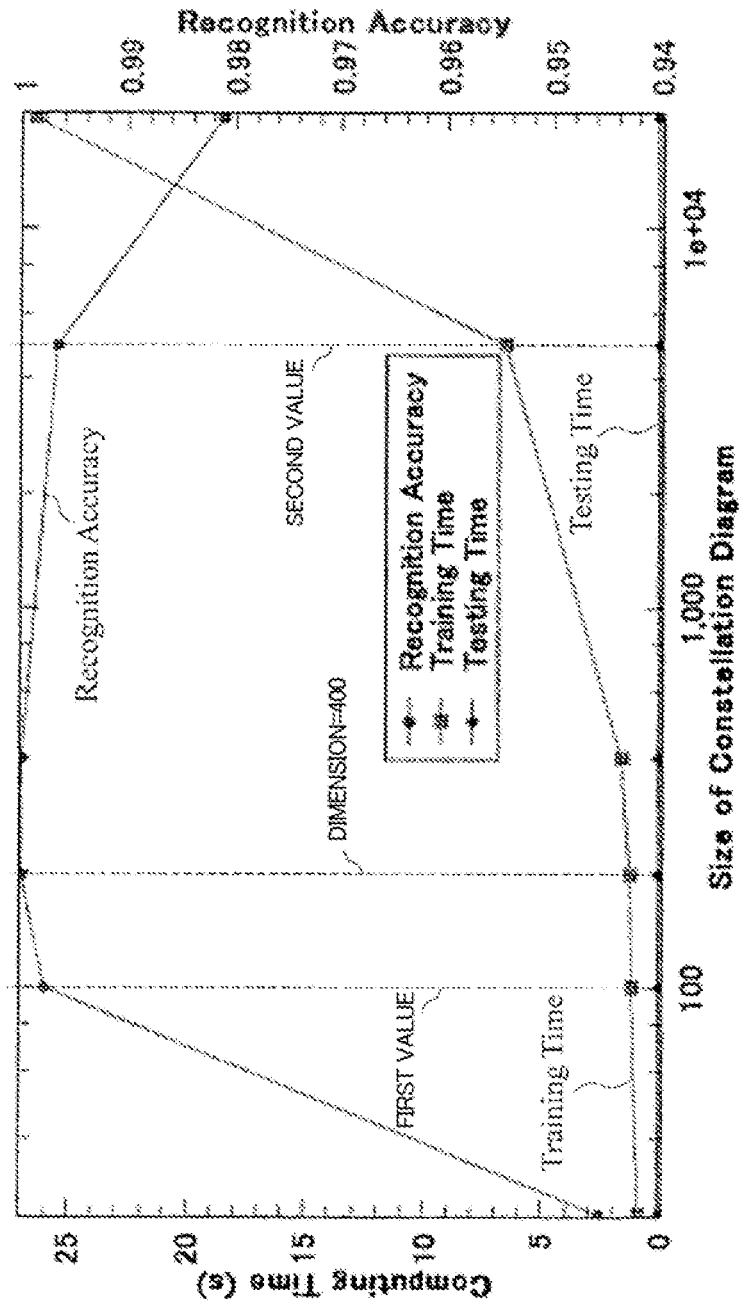 Recognition Accuracy
1
0.99
0.98
0.97
0.96
0.95
0.94
Computing Time (s)
25
20
15
10
5
0
Recognition Accuracy
SECOND VALUE
DIMENSION=400
FIRST VALUE
Recognition Accuracy
Training Time
Testing Time
Training Time
Testing Time
100
1,000
1e+04
Size of Constellation Diagram